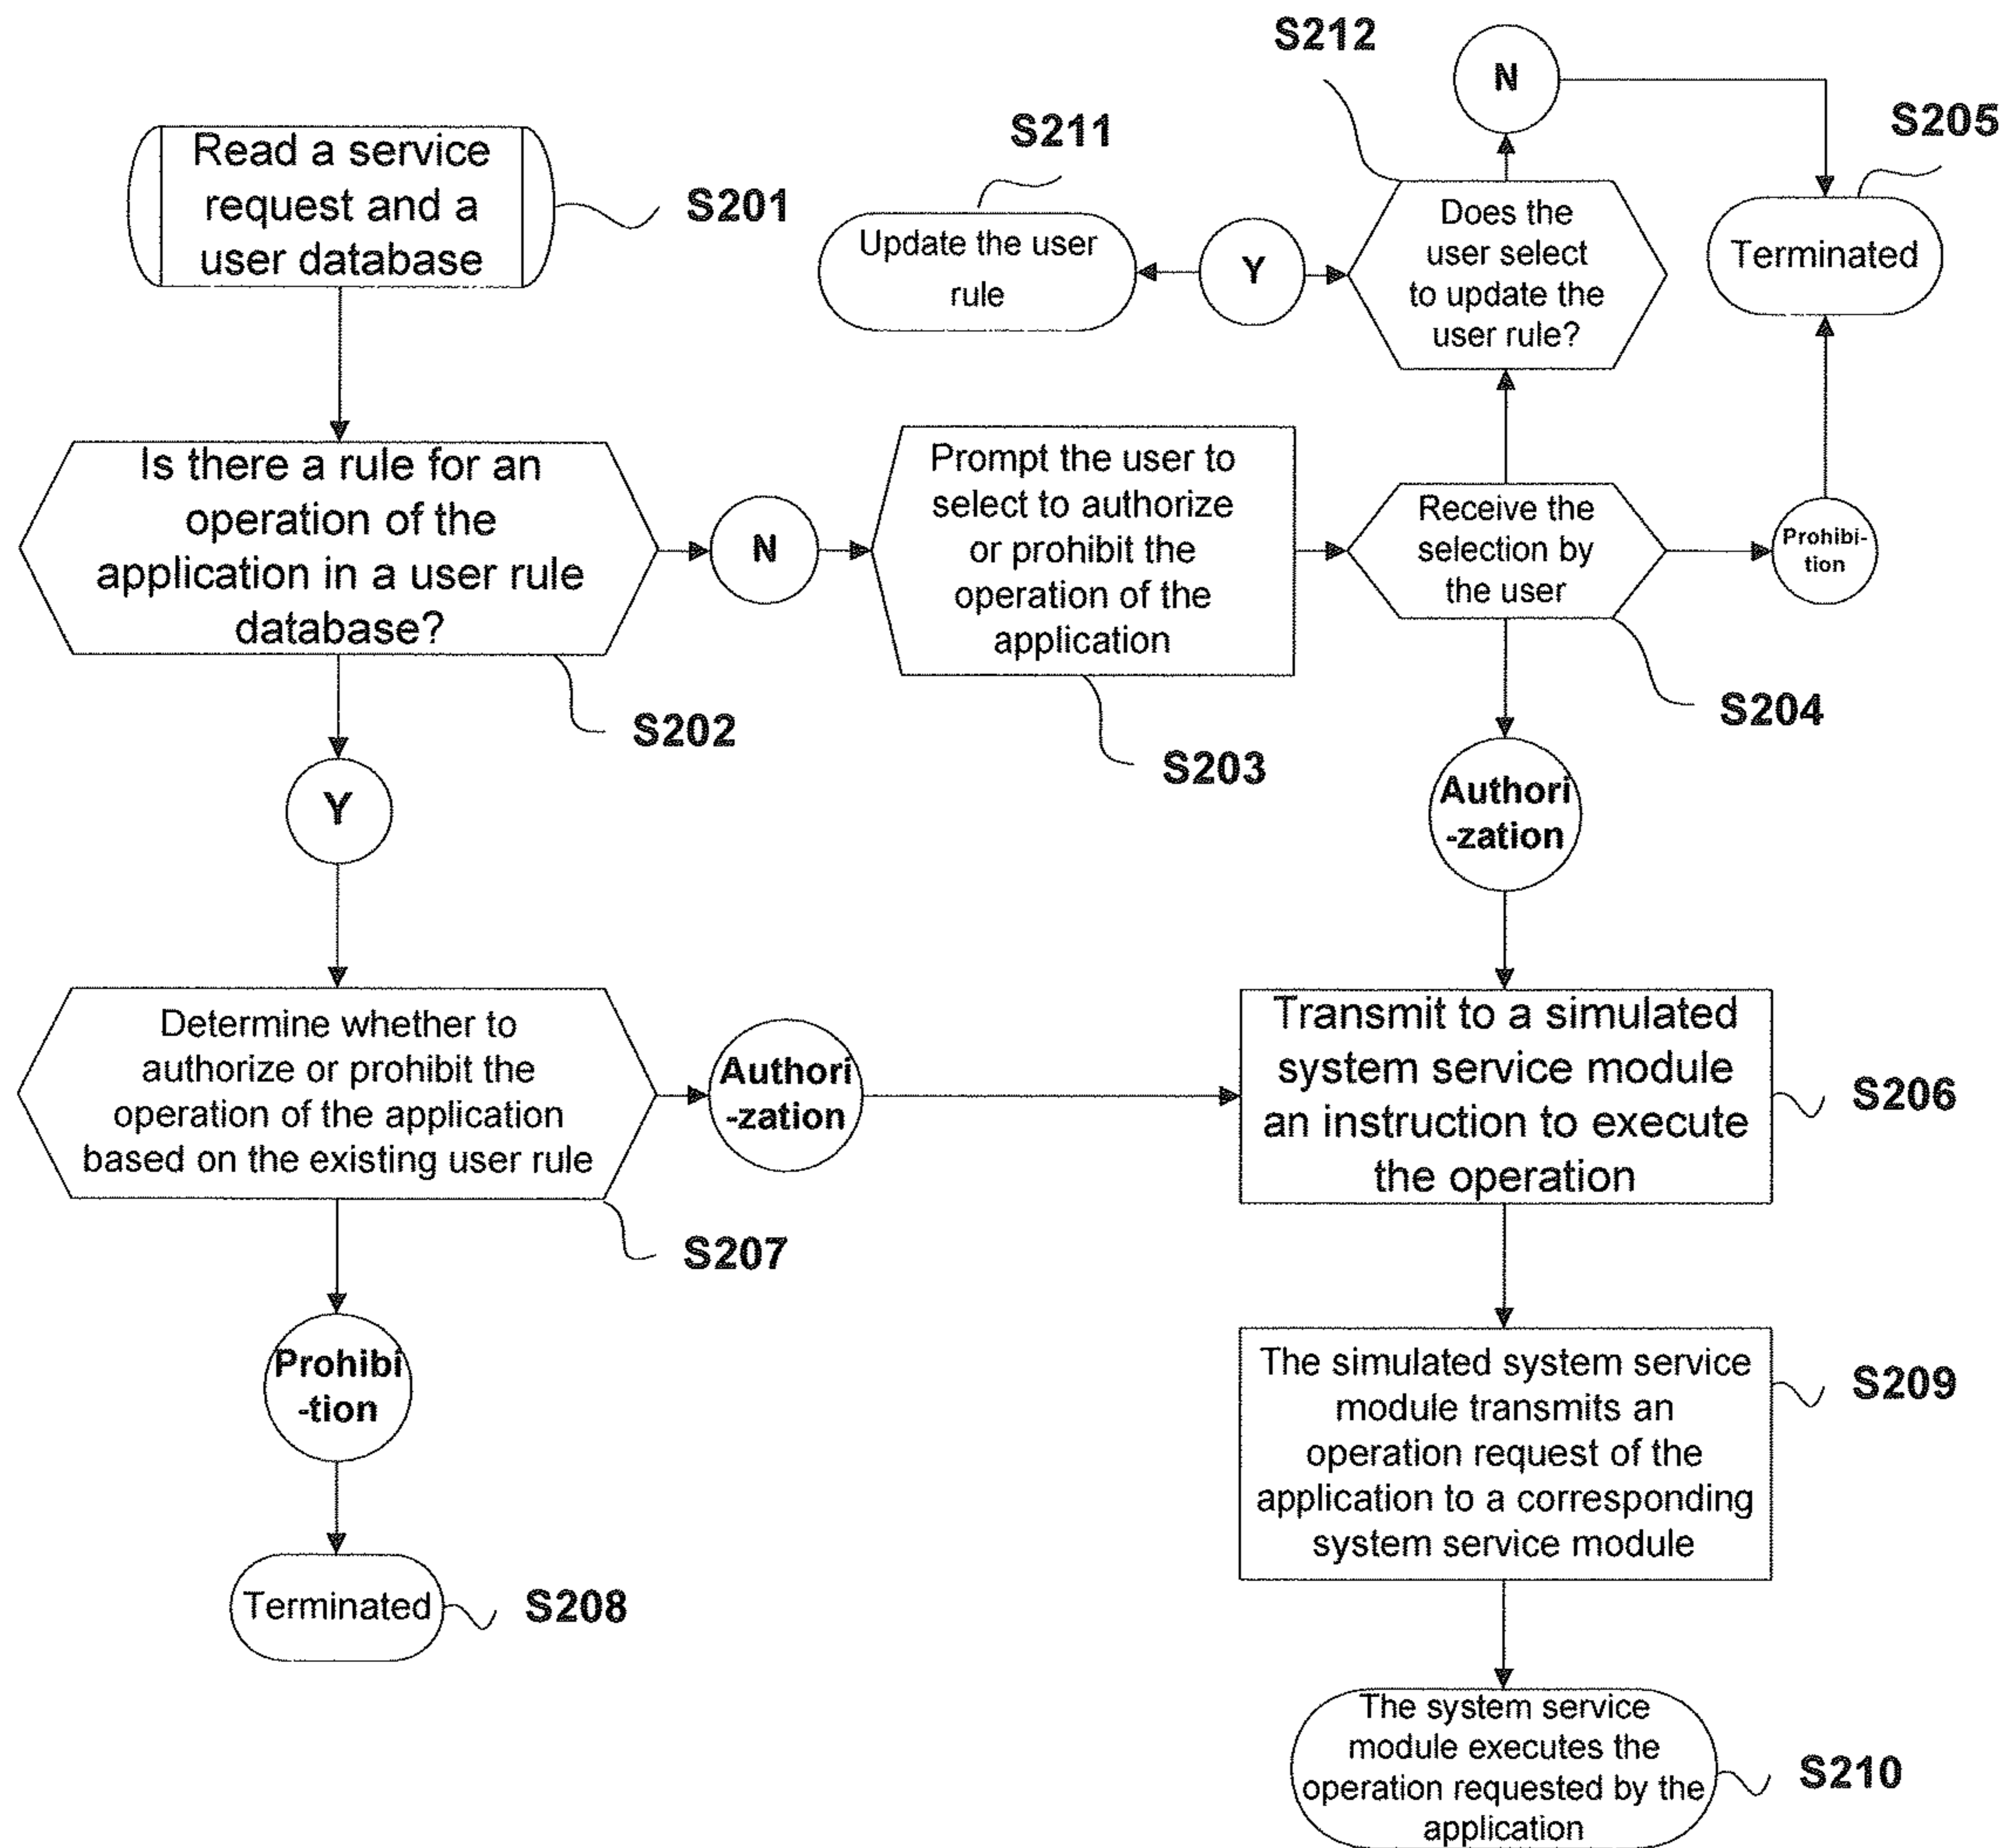 S212
N
S205
S211
Read a service
request and a
user database
S201
Update the user
rule
Y
Does the
user select
to update the
user rule?
Terminated
Is there a rule for an
operation of the
application in a user rule
database?
S202
N
Prompt the user to
select to authorize
or prohibit the
operation of the
application
S203
Receive the
selection by
the user
S204
Prohibi-
tion
Y
Authori
-zation
Determine whether to
authorize or prohibit the
operation of the application
based on the existing user rule
S207
Authori
-zation
Transmit to a simulated
system service module
an instruction to execute
the operation
S206
Prohibi
-tion
The simulated system service
module transmits an
operation request of the
application to a corresponding
system service module
S209
Terminated
S208
The system service
module executes the
operation requested by the
application
S210